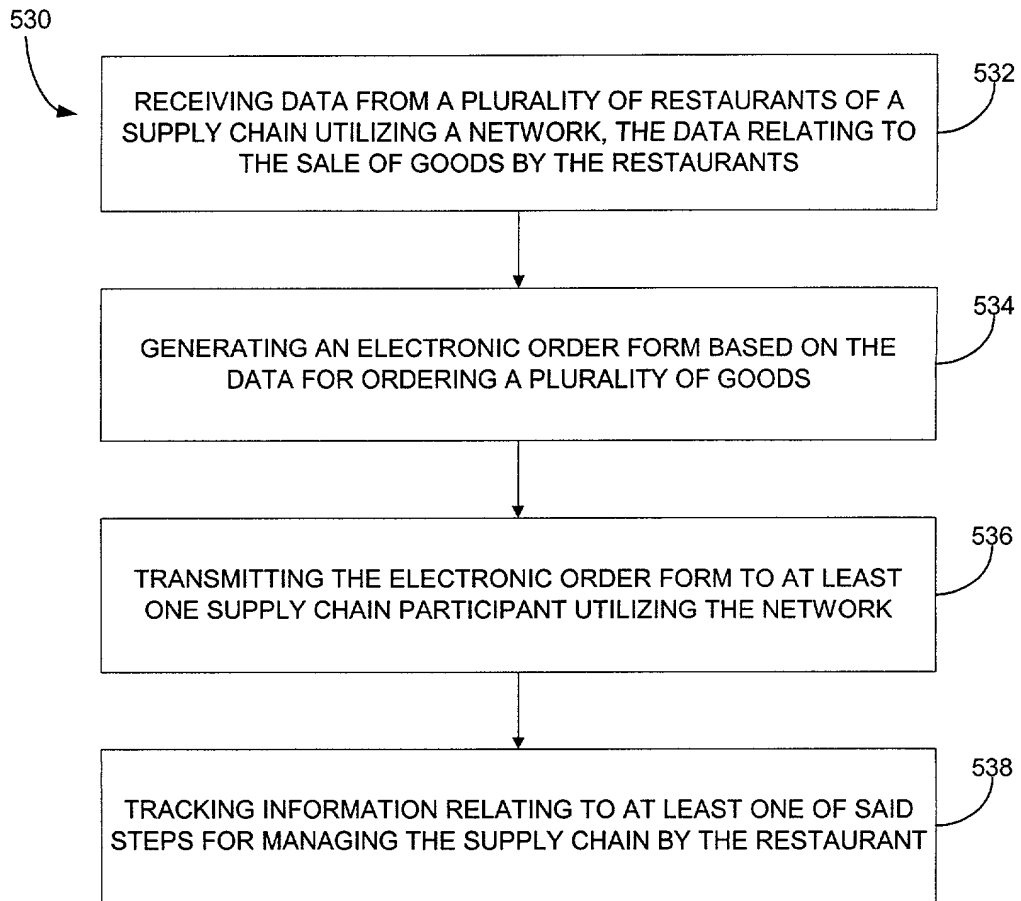 530
RECEIVING DATA FROM A PLURALITY OF RESTAURANTS OF A
SUPPLY CHAIN UTILIZING A NETWORK, THE DATA RELATING TO
THE SALE OF GOODS BY THE RESTAURANTS
532
GENERATING AN ELECTRONIC ORDER FORM BASED ON THE
DATA FOR ORDERING A PLURALITY OF GOODS
534
TRANSMITTING THE ELECTRONIC ORDER FORM TO AT LEAST
ONE SUPPLY CHAIN PARTICIPANT UTILIZING THE NETWORK
536
TRACKING INFORMATION RELATING TO AT LEAST ONE OF SAID
STEPS FOR MANAGING THE SUPPLY CHAIN BY THE RESTAURANT
538